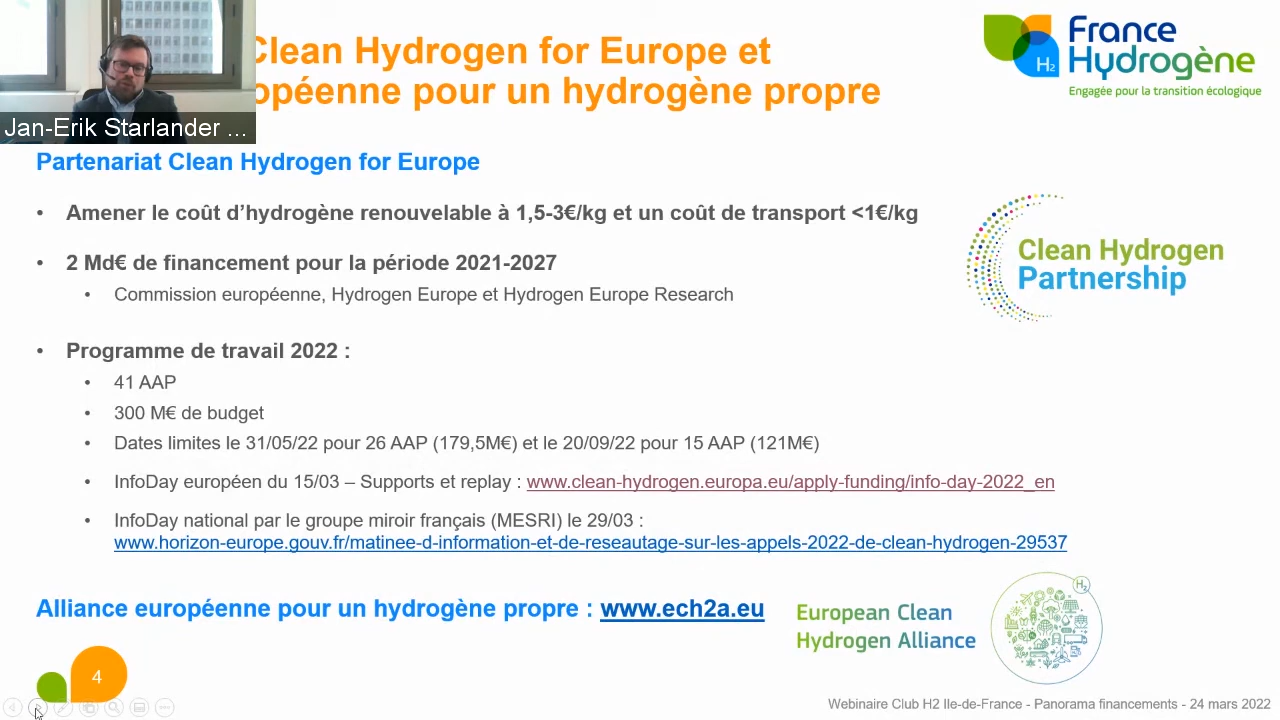 Clean Hydrogen for Europe et
opéenne pour un hydrogène propre
France
Hydrogène
H2
Engagée pour la transition écologique
Jan-Erik Starlander ...
Partenariat Clean Hydrogen for Europe
• Amener le coût d’hydrogène renouvelable à 1,5-3€/kg et un coût de transport <1€/kg
• 2 Md€ de financement pour la période 2021-2027
• Commission européenne, Hydrogen Europe et Hydrogen Europe Research
Clean Hydrogen
Partnership
• Programme de travail 2022 :
• 41 AAP
• 300 M€ de budget
• Dates limites le 31/05/22 pour 26 AAP (179,5M€) et le 20/09/22 pour 15 AAP (121M€)
• InfoDay européen du 15/03 – Supports et replay : www.clean-hydrogen.europa.eu/apply-funding/info-day-2022_en
• InfoDay national par le groupe miroir français (MESRI) le 29/03 :
www.horizon-europe.gouv.fr/matinee-d-information-et-de-reseautage-sur-les-appels-2022-de-clean-hydrogen-29537
Alliance européenne pour un hydrogène propre : www.ech2a.eu
European Clean
Hydrogen Alliance
H2
4
Webinaire Club H2 Ile-de-France - Panorama financements - 24 mars 2022